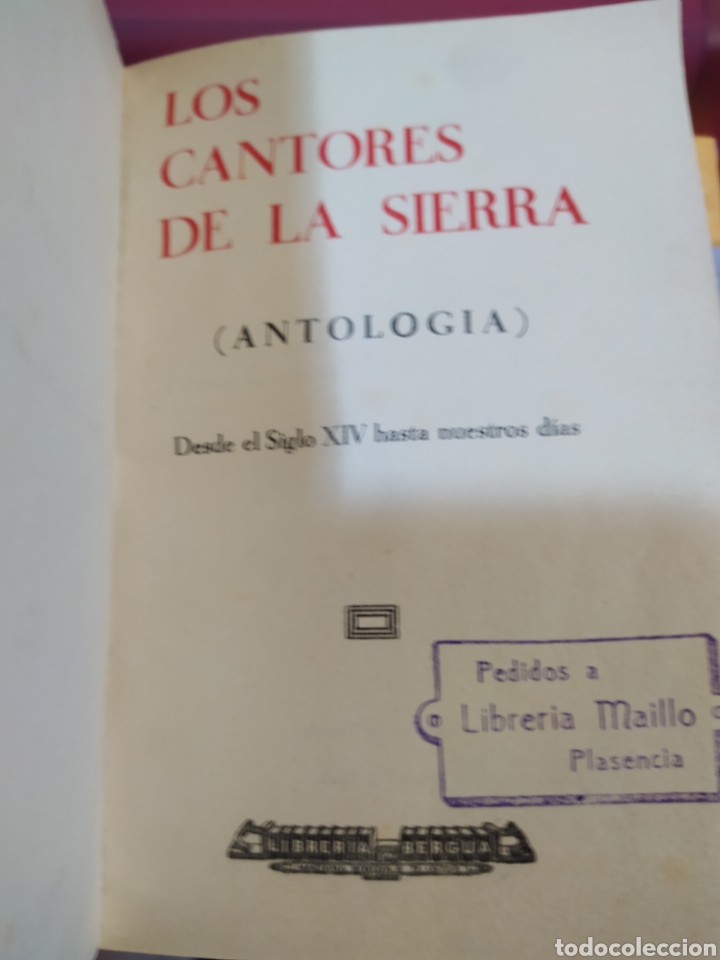 LOS
CANTORES
DE LA SIERRA
(ANTOLOGIA)
Desde el Siglo XIV hasta nuestros días
Pedidos a
Libreria Maillo
Plasencia
LIBRERIA BERGUA
todocoleccion